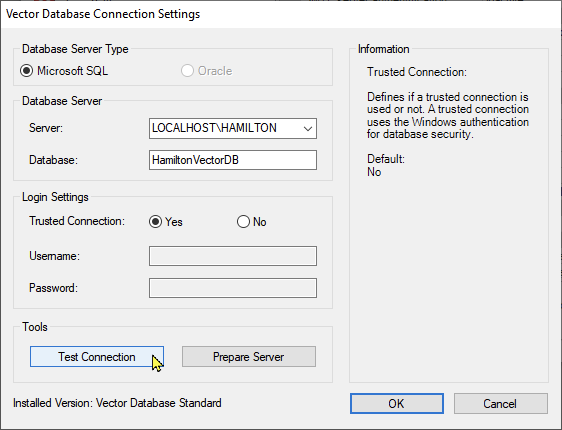 Vector Database Connection Settings
Database Server Type
Microsoft SQL
Oracle
Database Server
Server:
LOCALHOST\HAMILTON
Database:
HamiltonVectorDB
Login Settings
Trusted Connection:
Yes
No
Username:
Password:
Tools
Test Connection
Prepare Server
Installed Version: Vector Database Standard
Information
Trusted Connection:
Defines if a trusted connection is
used or not. A trusted connection
uses the Windows authentication
for database security.
Default:
No
OK
Cancel